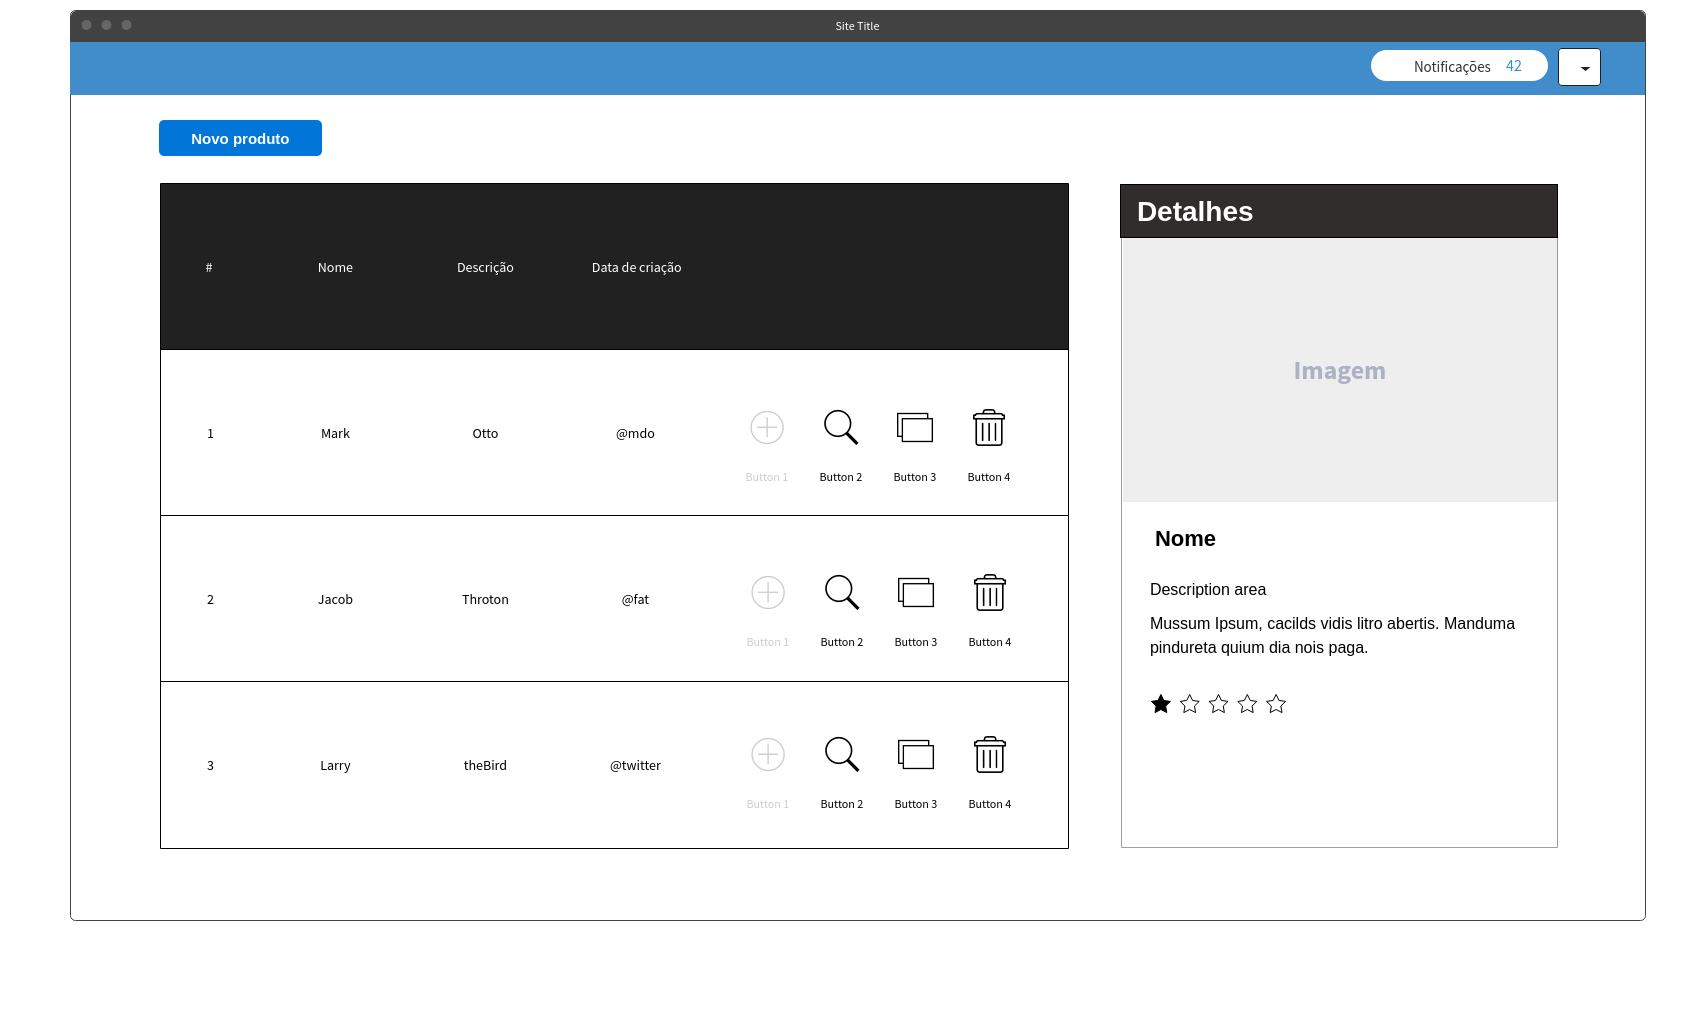 Site Title
Notificações 42
Novo produto
# Nome Descrição Data de criação
1 Mark Otto @mdo
Button 1 Button 2 Button 3 Button 4
2 Jacob Throton @fat
Button 1 Button 2 Button 3 Button 4
3 Larry theBird @twitter
Button 1 Button 2 Button 3 Button 4
Detalhes
Imagem
Nome
Description area
Mussum Ipsum, cacilds vidis litro abertis. Manduma
pindureta quium dia nois paga.